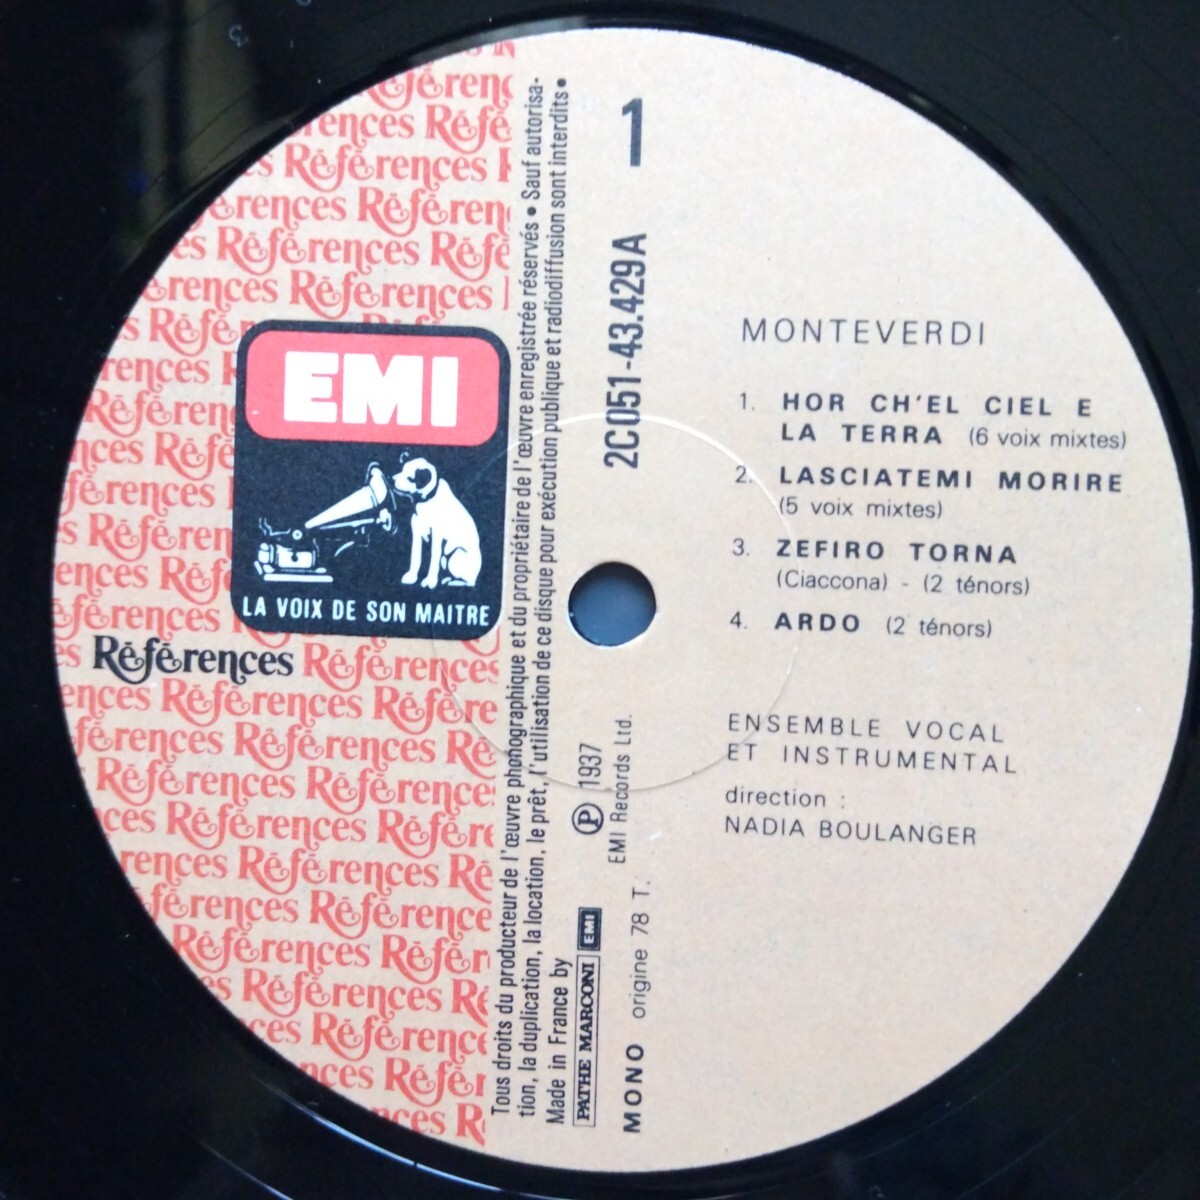 Références
EMI
LA VOIX DE SON MAITRE
Références Références
Tous droits du producteur de l'œuvre phonographique et du propriétaire de l'œuvre enregistrée réservés • Sauf autorisa-
tion, la duplication, la location, le prêt, l'utilisation de ce disque pour exécution publique et radiodiffusion sont interdits •
Made in France by
PATHE MARCONI EMI
Ⓟ 1937
EMI Records Ltd.
MONO origine 78 T.
2C051-43.429A
1
MONTEVERDI
1. HOR CH'EL CIEL E
LA TERRA (6 voix mixtes)
2. LASCIATEMI MORIRE
(5 voix mixtes)
3. ZEFIRO TORNA
(Ciaccona) - (2 ténors)
4. ARDO (2 ténors)
ENSEMBLE VOCAL
ET INSTRUMENTAL
direction :
NADIA BOULANGER